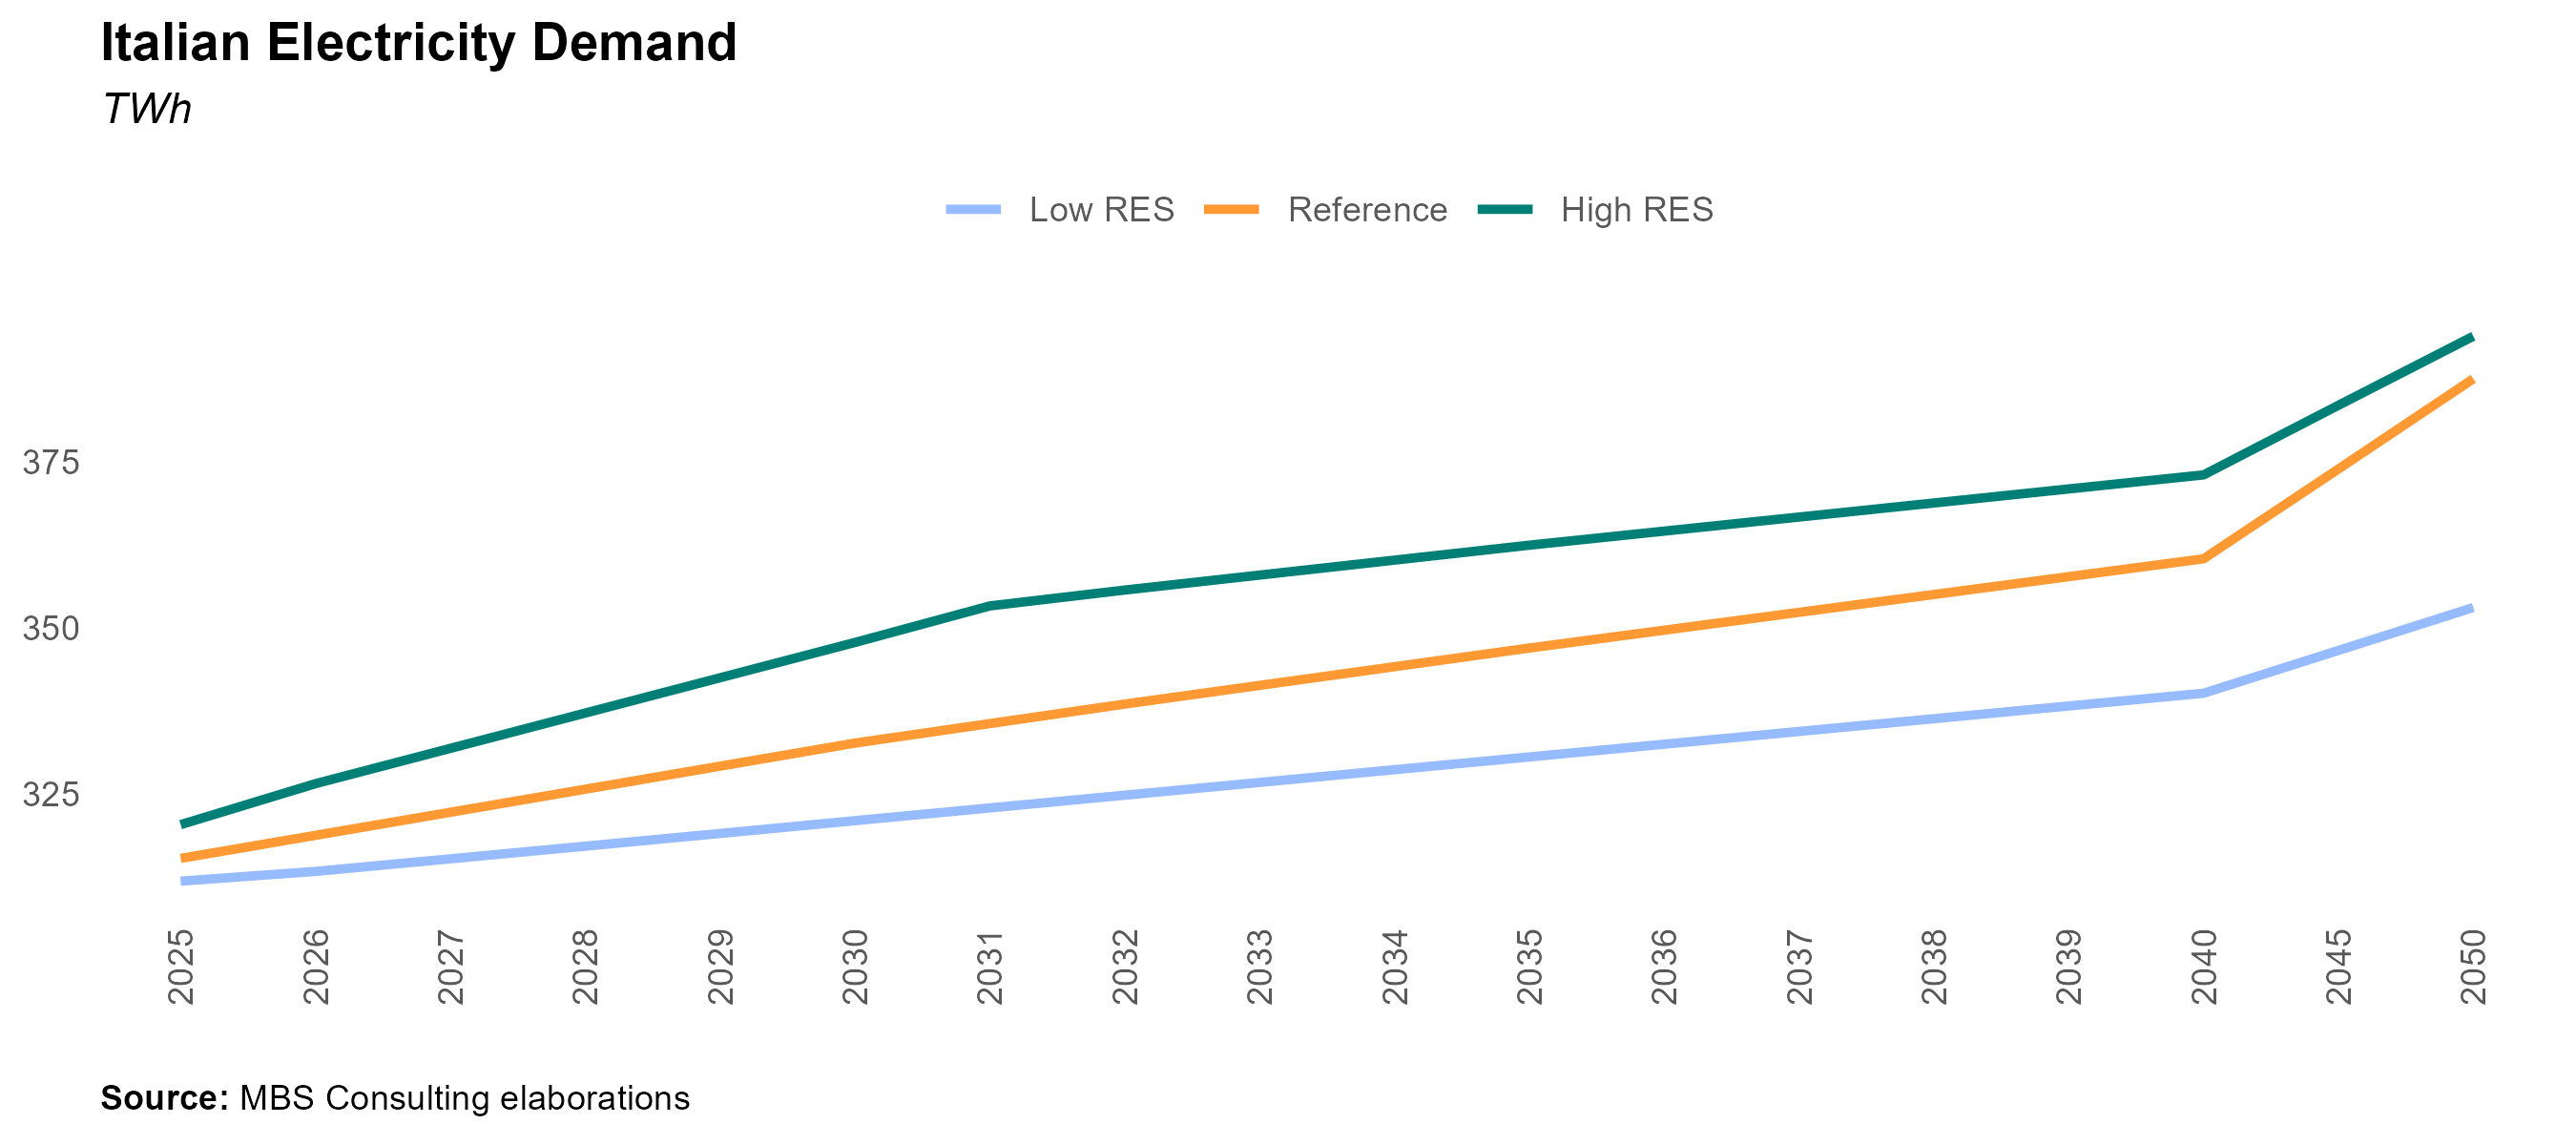 Italian Electricity Demand
TWh
Low RES Reference High RES
375
350
325
2025 2026 2027 2028 2029 2030 2031 2032 2033 2034 2035 2036 2037 2038 2039 2040 2045 2050
Source: MBS Consulting elaborations